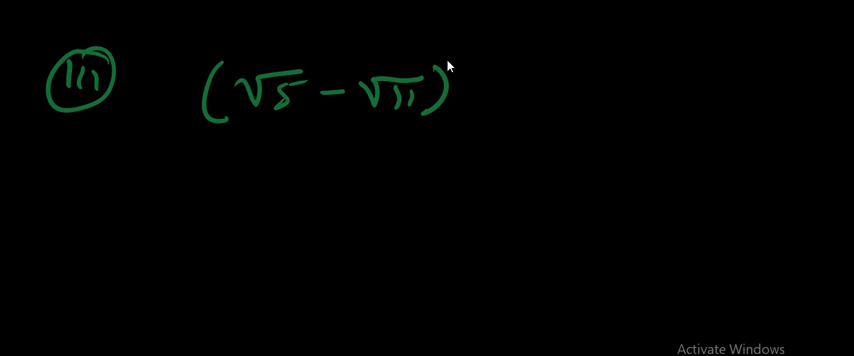 (iii) (√5 - √11)
Activate Windows